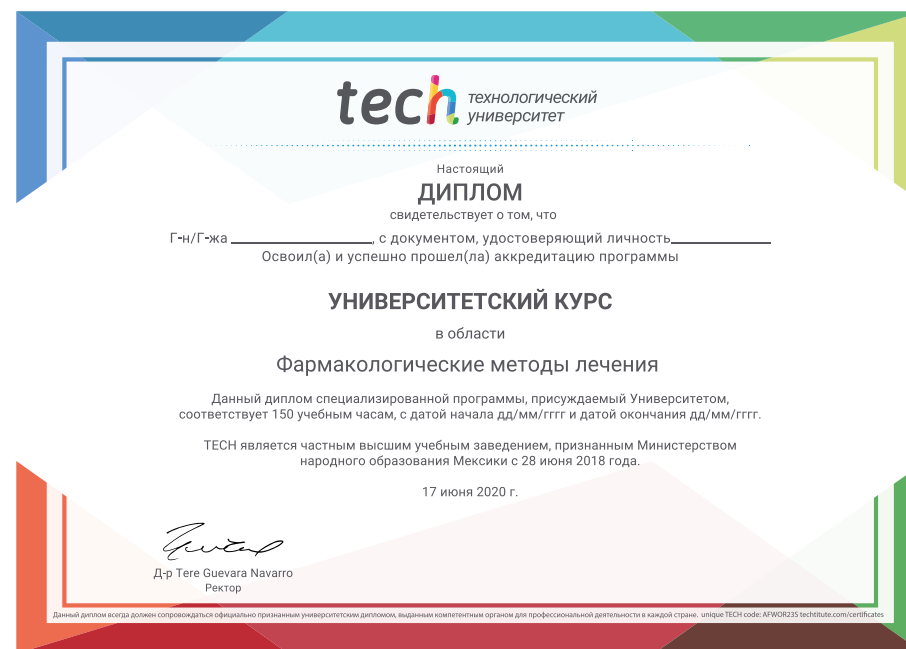 tech технологический
университет
Настоящий
ДИПЛОМ
свидетельствует о том, что
Г-н/Г-жа ____________________, с документом, удостоверяющий личность______________
Освоил(а) и успешно прошел(ла) аккредитацию программы
УНИВЕРСИТЕТСКИЙ КУРС
в области
Фармакологические методы лечения
Данный диплом специализированной программы, присуждаемый Университетом,
соответствует 150 учебным часам, с датой начала дд/мм/гггг и датой окончания дд/мм/гггг.
TECH является частным высшим учебным заведением, признанным Министерством
народного образования Мексики с 28 июня 2018 года.
17 июня 2020 г.
Д-р Tere Guevara Navarro
Ректор
Данный диплом всегда должен сопровождаться официально признанным университетским дипломом, выданным компетентным органом для профессиональной деятельности в каждой стране. unique TECH code: AFWOR23S techtitute.com/certificates